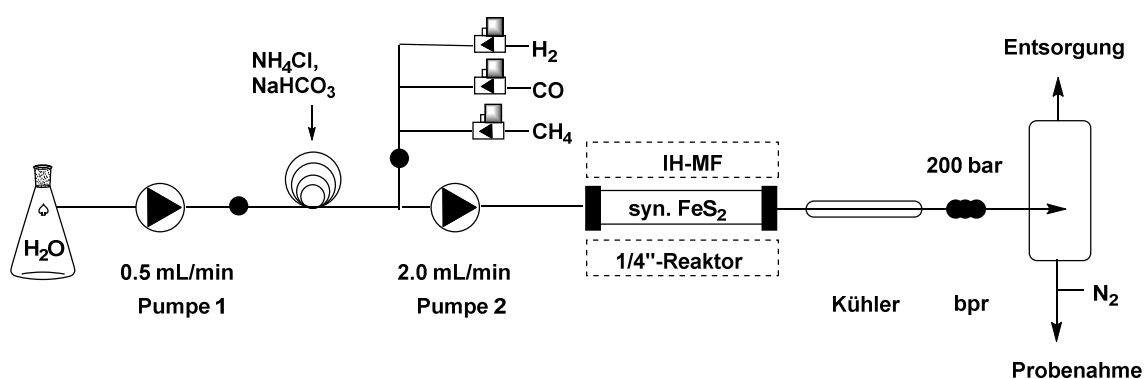 H₂
CO
CH₄
NH₄Cl,
NaHCO₃
H₂O
0.5 mL/min
Pumpe 1
2.0 mL/min
Pumpe 2
IH-MF
syn. FeS₂
1/4"-Reaktor
Kühler
200 bar
bpr
Entsorgung
N₂
Probenahme